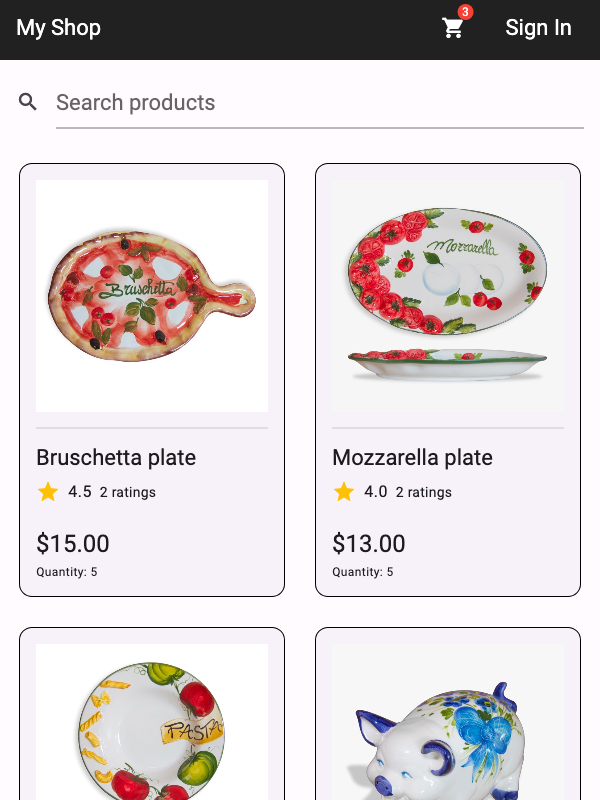 My Shop
3
Sign In
Search products
Bruschetta
Mozzarella
Bruschetta plate
4.5 2 ratings
$15.00
Quantity: 5
Mozzarella plate
4.0 2 ratings
$13.00
Quantity: 5
PASTA